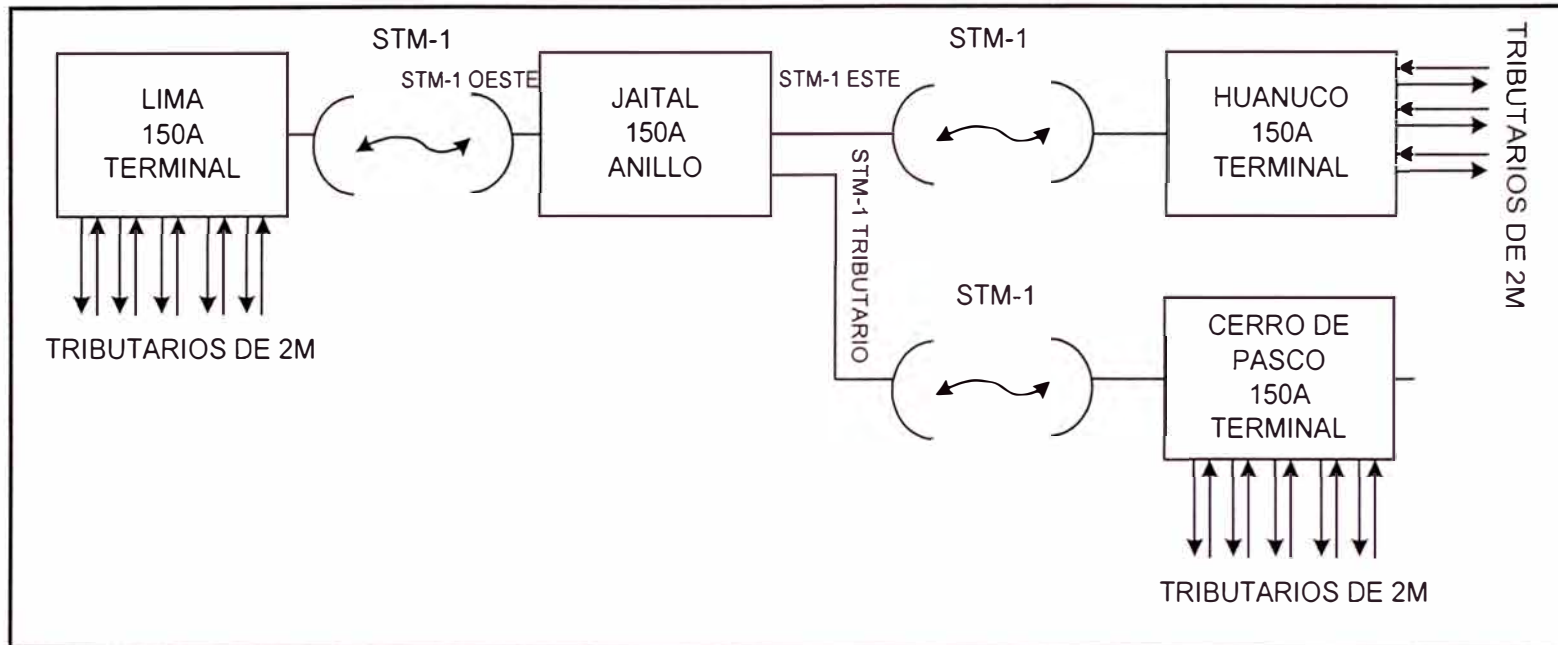 STM-1
STM-1
LIMA
150A
TERMINAL
STM-1 OESTE
JAITAL
150A
ANILLO
STM-1 ESTE
HUANUCO
150A
TERMINAL
TRIBUTARIOS DE 2M
STM-1 TRIBUTARIO
TRIBUTARIOS DE 2M
STM-1
CERRO DE
PASCO
150A
TERMINAL
TRIBUTARIOS DE 2M